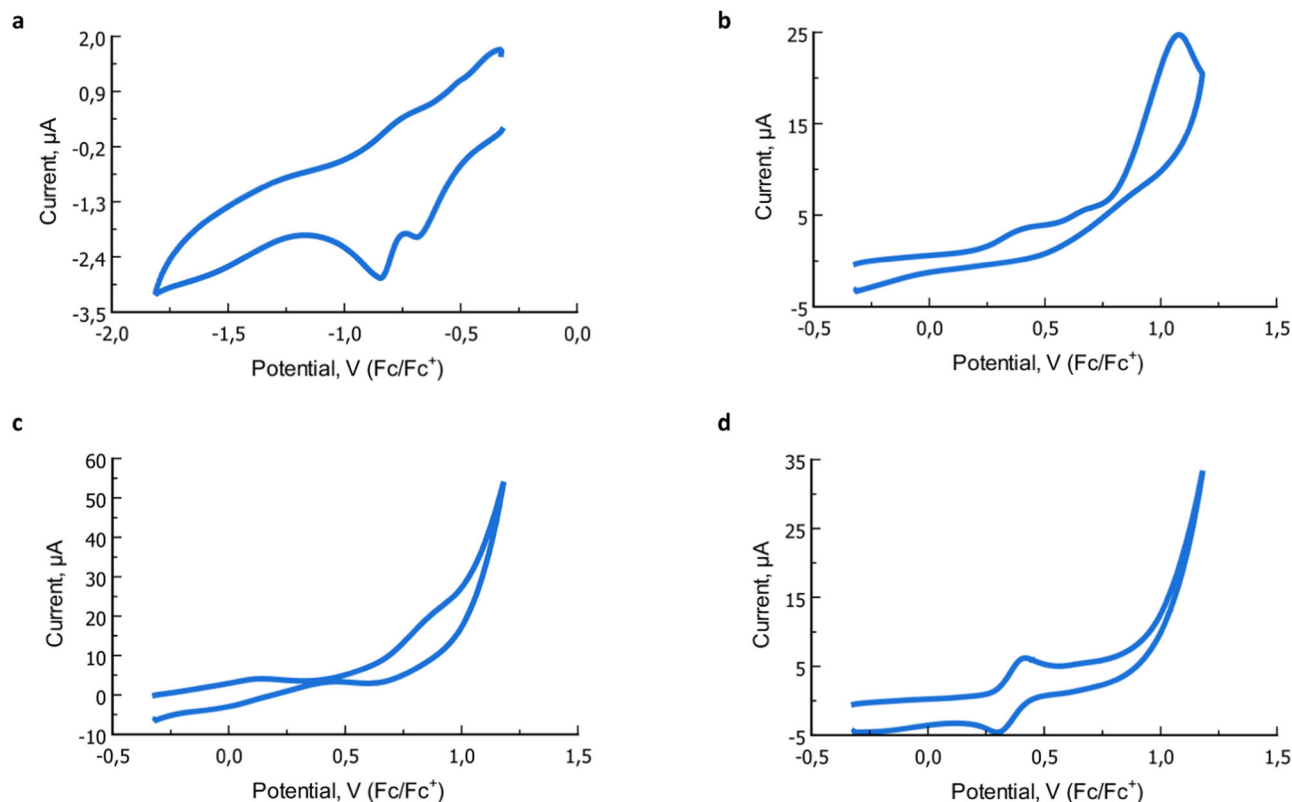 a
2,0
0,9
-0,2
-1,3
-2,4
-3,5
Current, µA
-2,0 -1,5 -1,0 -0,5 0,0
Potential, V (Fc/Fc⁺)
b
25
15
5
-5
Current, µA
-0,5 0,0 0,5 1,0 1,5
Potential, V (Fc/Fc⁺)
c
60
50
40
30
20
10
0
-10
Current, µA
-0,5 0,0 0,5 1,0 1,5
Potential, V (Fc/Fc⁺)
d
35
25
15
5
-5
Current, µA
-0,5 0,0 0,5 1,0 1,5
Potential, V (Fc/Fc⁺)